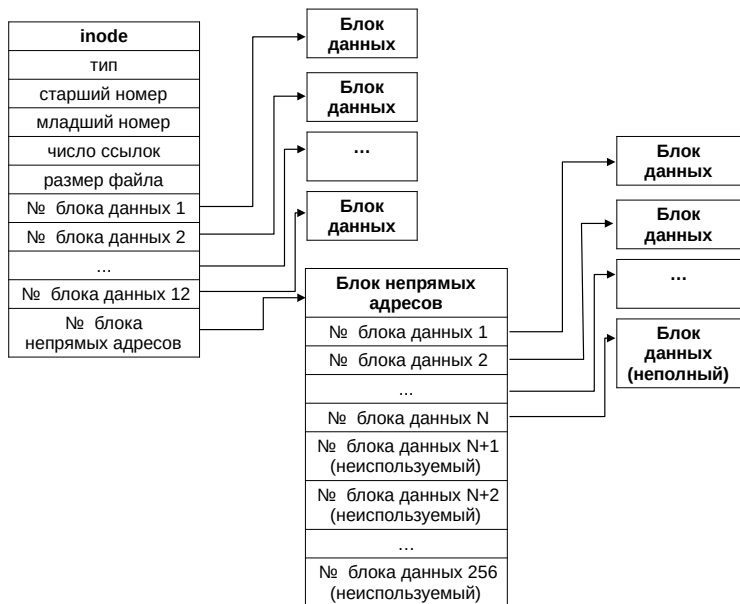 inode
тип
старший номер
младший номер
число ссылок
размер файла
№ блока данных 1
№ блока данных 2
...
№ блока данных 12
№ блока
непрямых адресов
Блок
данных
Блок
данных
...
Блок
данных
Блок непрямых
адресов
№ блока данных 1
№ блока данных 2
...
№ блока данных N
№ блока данных N+1
(неиспользуемый)
№ блока данных N+2
(неиспользуемый)
...
№ блока данных 256
(неиспользуемый)
Блок
данных
Блок
данных
...
Блок
данных
(неполный)